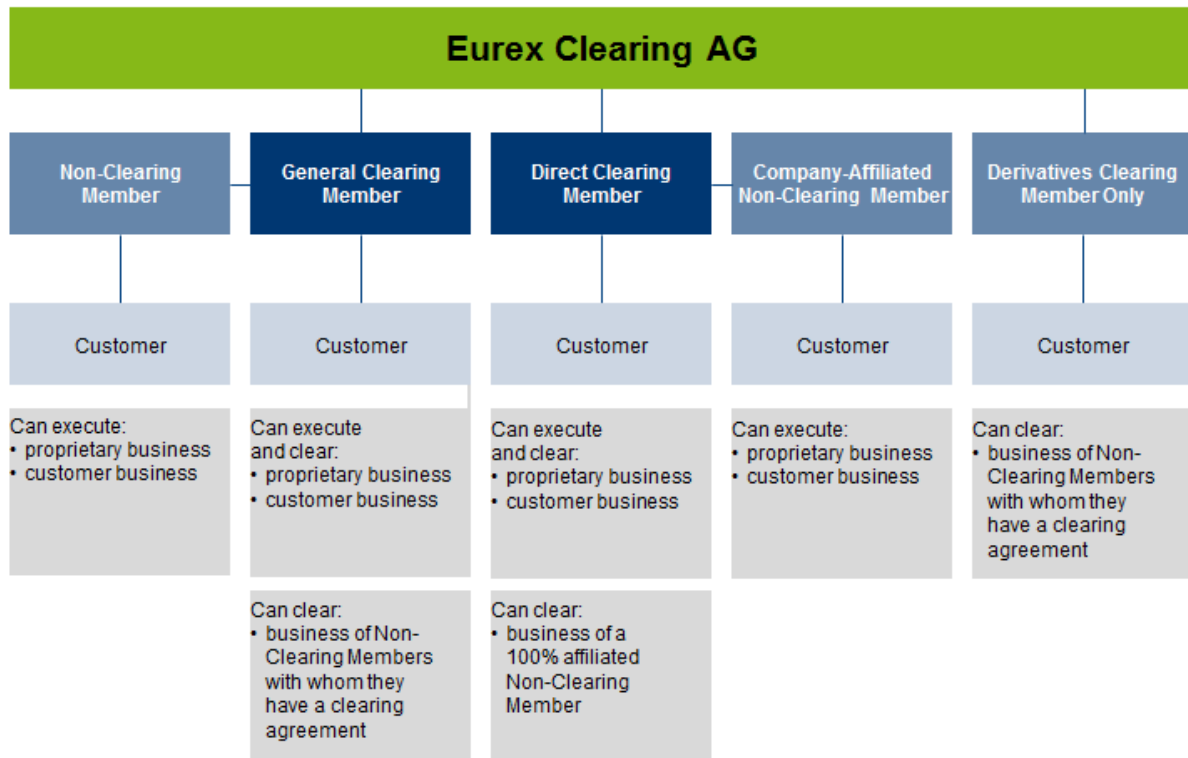 Eurex Clearing AG
Non-Clearing
Member
General Clearing
Member
Direct Clearing
Member
Company-Affiliated
Non-Clearing Member
Derivatives Clearing
Member Only
Customer
Customer
Customer
Customer
Customer
Can execute:
• proprietary business
• customer business
Can execute
and clear:
• proprietary business
• customer business
Can execute
and clear:
• proprietary business
• customer business
Can execute:
• proprietary business
• customer business
Can clear:
• business of Non-
Clearing Members
with whom they
have a clearing
agreement
Can clear:
• business of Non-
Clearing Members
with whom they
have a clearing
agreement
Can clear:
• business of a
100% affiliated
Non-Clearing
Member